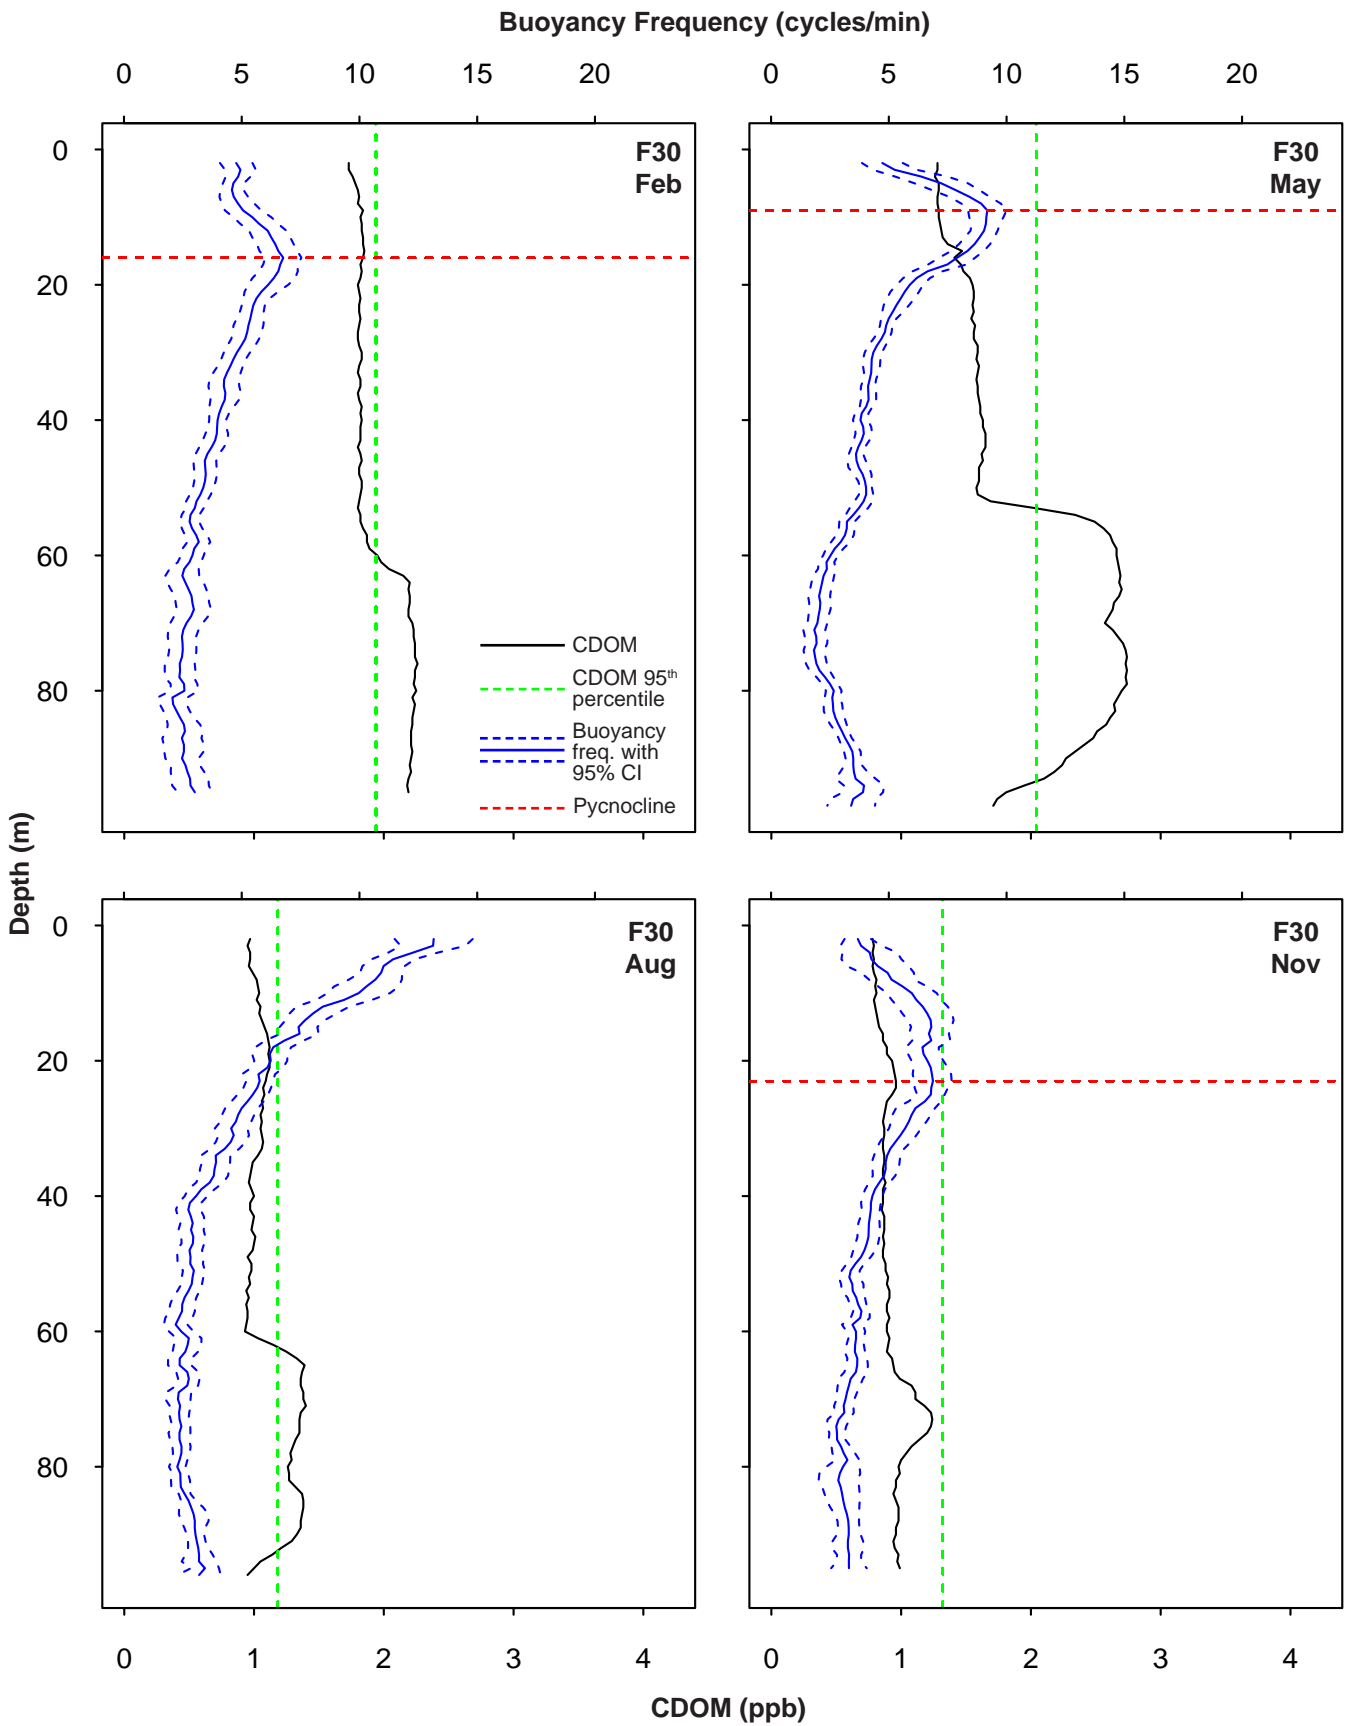 Buoyancy Frequency (cycles/min)
0 5 10 15 20 0 5 10 15 20
F30
Feb
F30
May
0
20
40
60
80
CDOM
CDOM 95th
percentile
Buoyancy
freq. with
95% CI
Pycnocline
Depth (m)
F30
Aug
F30
Nov
0
20
40
60
80
0 1 2 3 4 0 1 2 3 4
CDOM (ppb)